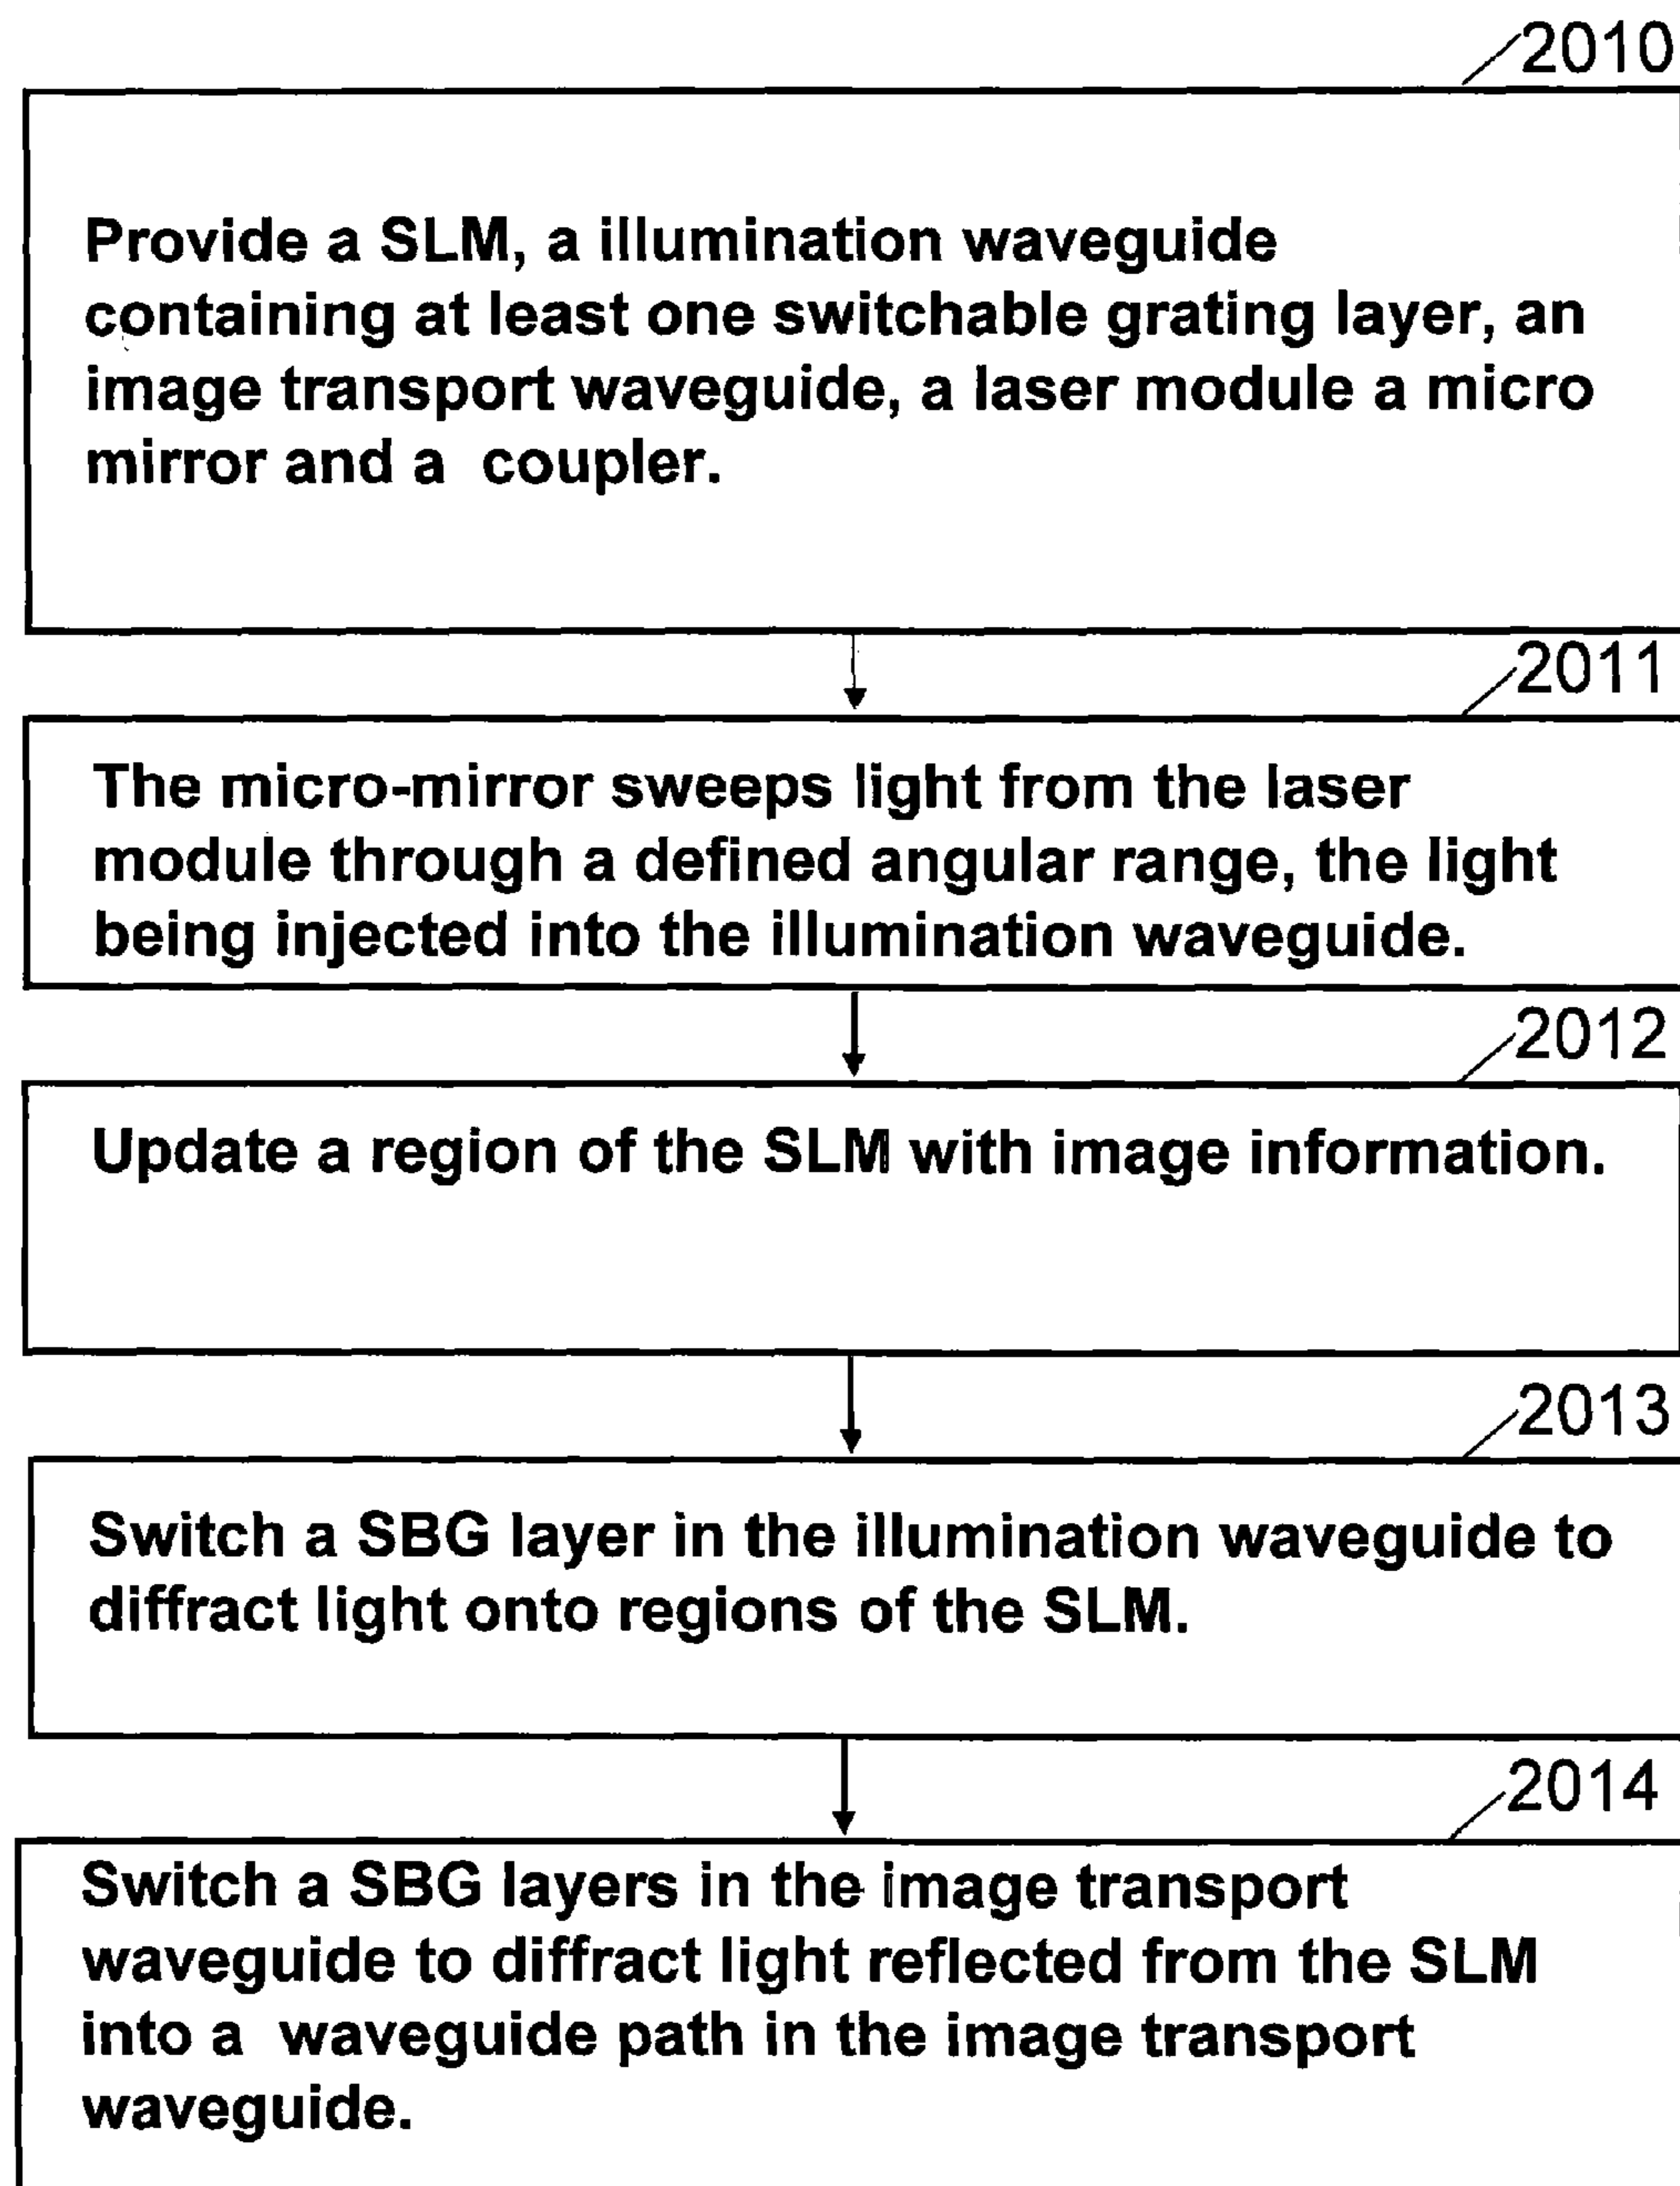 2010
Provide a SLM, a illumination waveguide
containing at least one switchable grating layer, an
image transport waveguide, a laser module a micro
mirror and a coupler.
2011
The micro-mirror sweeps light from the laser
module through a defined angular range, the light
being injected into the illumination waveguide.
2012
Update a region of the SLM with image information.
2013
Switch a SBG layer in the illumination waveguide to
diffract light onto regions of the SLM.
2014
Switch a SBG layers in the image transport
waveguide to diffract light reflected from the SLM
into a waveguide path in the image transport
waveguide.